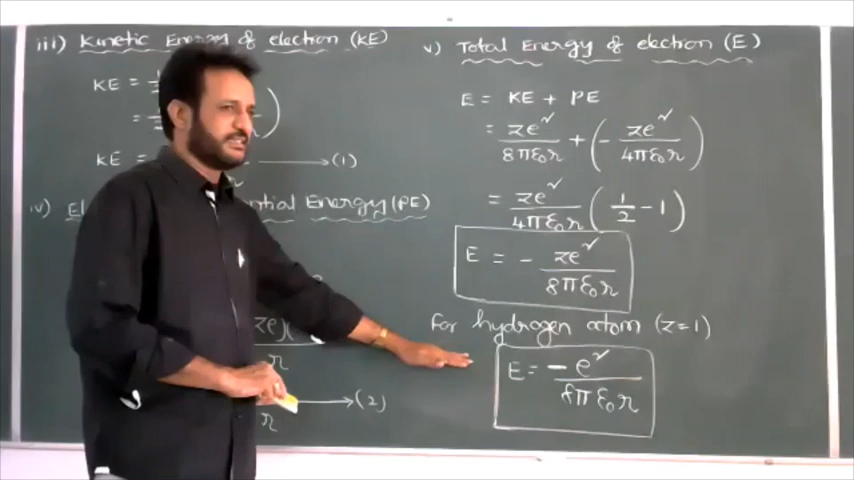 iii) Kinetic Energy of electron (KE)
KE =
=
KE =
→ (1)
iv) El ntial Energy (PE)
ze)(
r
→ (2)
r
v) Total Energy of electron (E)
E = KE + PE
= ze²/8πε₀r + (- ze²/4πε₀r)
= ze²/4πε₀r (1/2 - 1)
E = - ze²/8πε₀r
For hydrogen atom (z=1)
E = - e²/8πε₀r